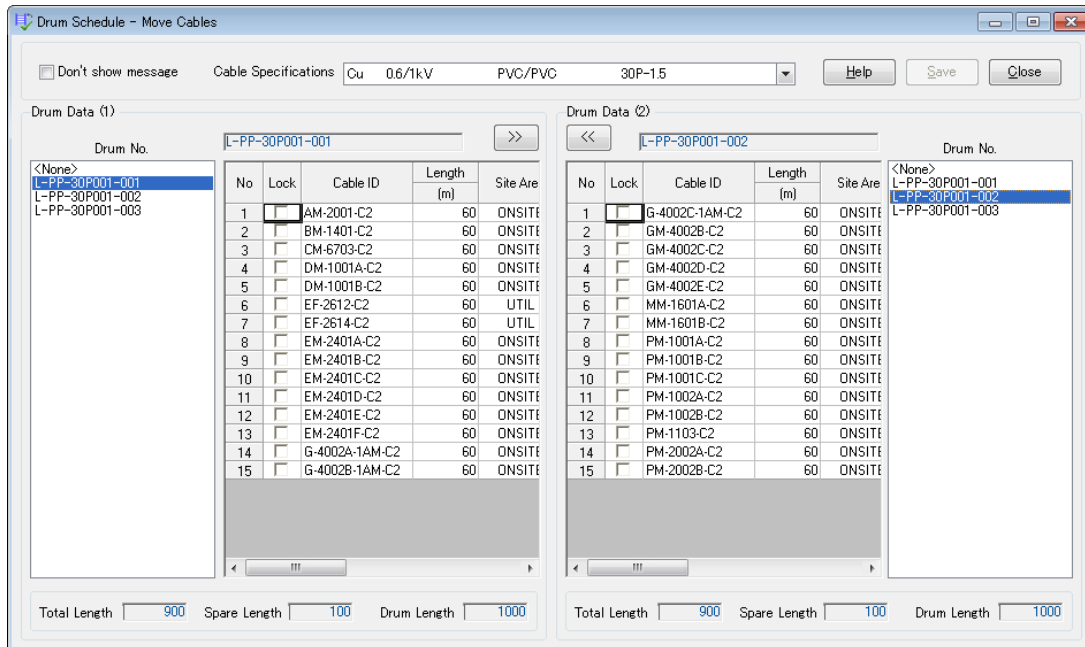 Drum Schedule - Move Cables
Don't show message Cable Specifications Cu 0.6/1kV PVC/PVC 30P-1.5 Help Save Close
Drum Data (1)
Drum No.
<None>
L-PP-30P001-001
L-PP-30P001-002
L-PP-30P001-003
L-PP-30P001-001 >>
No Lock Cable ID Length (m) Site Are
1 AM-2001-C2 60 ONSITE
2 BM-1401-C2 60 ONSITE
3 CM-6703-C2 60 ONSITE
4 DM-1001A-C2 60 ONSITE
5 DM-1001B-C2 60 ONSITE
6 EF-2612-C2 60 UTIL
7 EF-2614-C2 60 UTIL
8 EM-2401A-C2 60 ONSITE
9 EM-2401B-C2 60 ONSITE
10 EM-2401C-C2 60 ONSITE
11 EM-2401D-C2 60 ONSITE
12 EM-2401E-C2 60 ONSITE
13 EM-2401F-C2 60 ONSITE
14 G-4002A-1AM-C2 60 ONSITE
15 G-4002B-1AM-C2 60 ONSITE
Total Length 900 Spare Length 100 Drum Length 1000
Drum Data (2)
<< L-PP-30P001-002
No Lock Cable ID Length (m) Site Are
1 G-4002C-1AM-C2 60 ONSITE
2 GM-4002B-C2 60 ONSITE
3 GM-4002C-C2 60 ONSITE
4 GM-4002D-C2 60 ONSITE
5 GM-4002E-C2 60 ONSITE
6 MM-1601A-C2 60 ONSITE
7 MM-1601B-C2 60 ONSITE
8 PM-1001A-C2 60 ONSITE
9 PM-1001B-C2 60 ONSITE
10 PM-1001C-C2 60 ONSITE
11 PM-1002A-C2 60 ONSITE
12 PM-1002B-C2 60 ONSITE
13 PM-1103-C2 60 ONSITE
14 PM-2002A-C2 60 ONSITE
15 PM-2002B-C2 60 ONSITE
Drum No.
<None>
L-PP-30P001-001
L-PP-30P001-002
L-PP-30P001-003
Total Length 900 Spare Length 100 Drum Length 1000